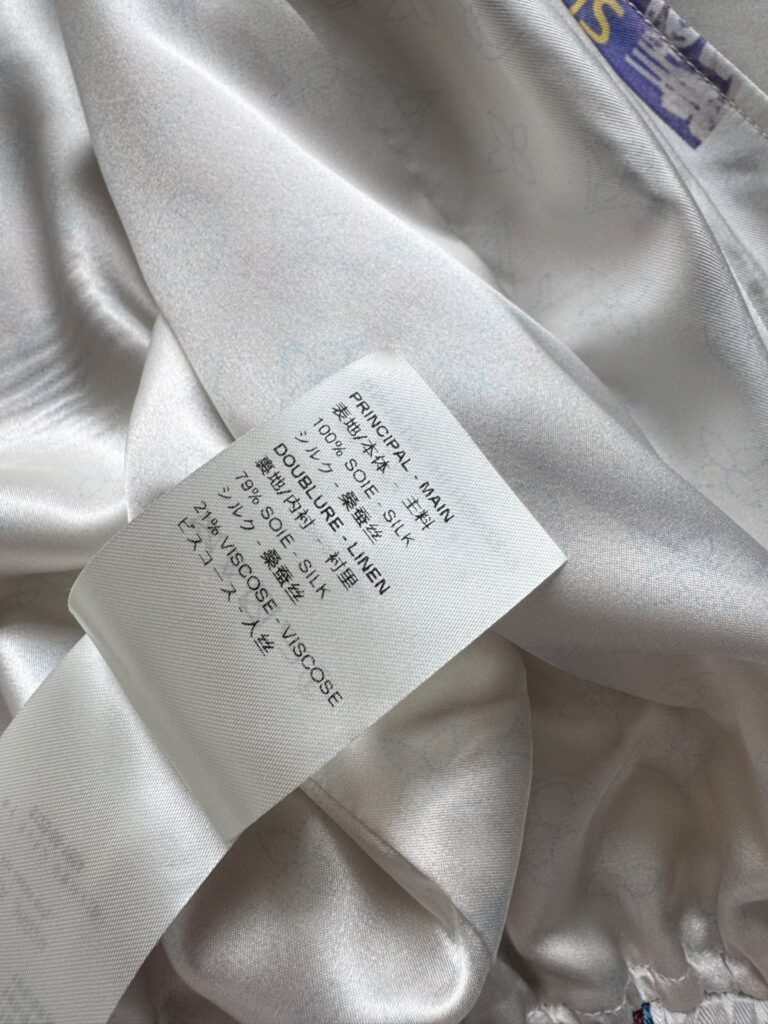 PRINCIPAL - MAIN
表地/本体 - 主料
100% SOIE - SILK
シルク - 桑蚕丝
DOUBLURE - LINEN
裏地/内衬 - 衬里
79% SOIE - SILK
シルク - 桑蚕丝
21% VISCOSE - VISCOSE
ビスコース - 人丝